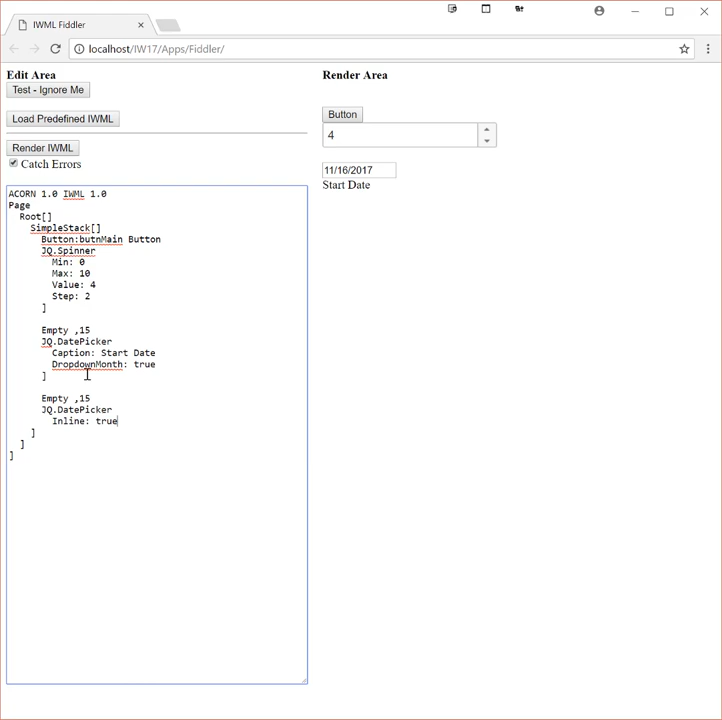 IWML Fiddler
localhost/IW17/Apps/Fiddler/
Edit Area
Test - Ignore Me
Load Predefined IWML
Render IWML
Catch Errors
ACORN 1.0 IWML 1.0
Page
Root[]
SimpleStack[]
Button:butnMain Button
JQ.Spinner
Min: 0
Max: 10
Value: 4
Step: 2
]
Empty ,15
JQ.DatePicker
Caption: Start Date
DropdownMonth: true
]
Empty ,15
JQ.DatePicker
Inline: true
]
]
]
Render Area
Button
4
11/16/2017
Start Date